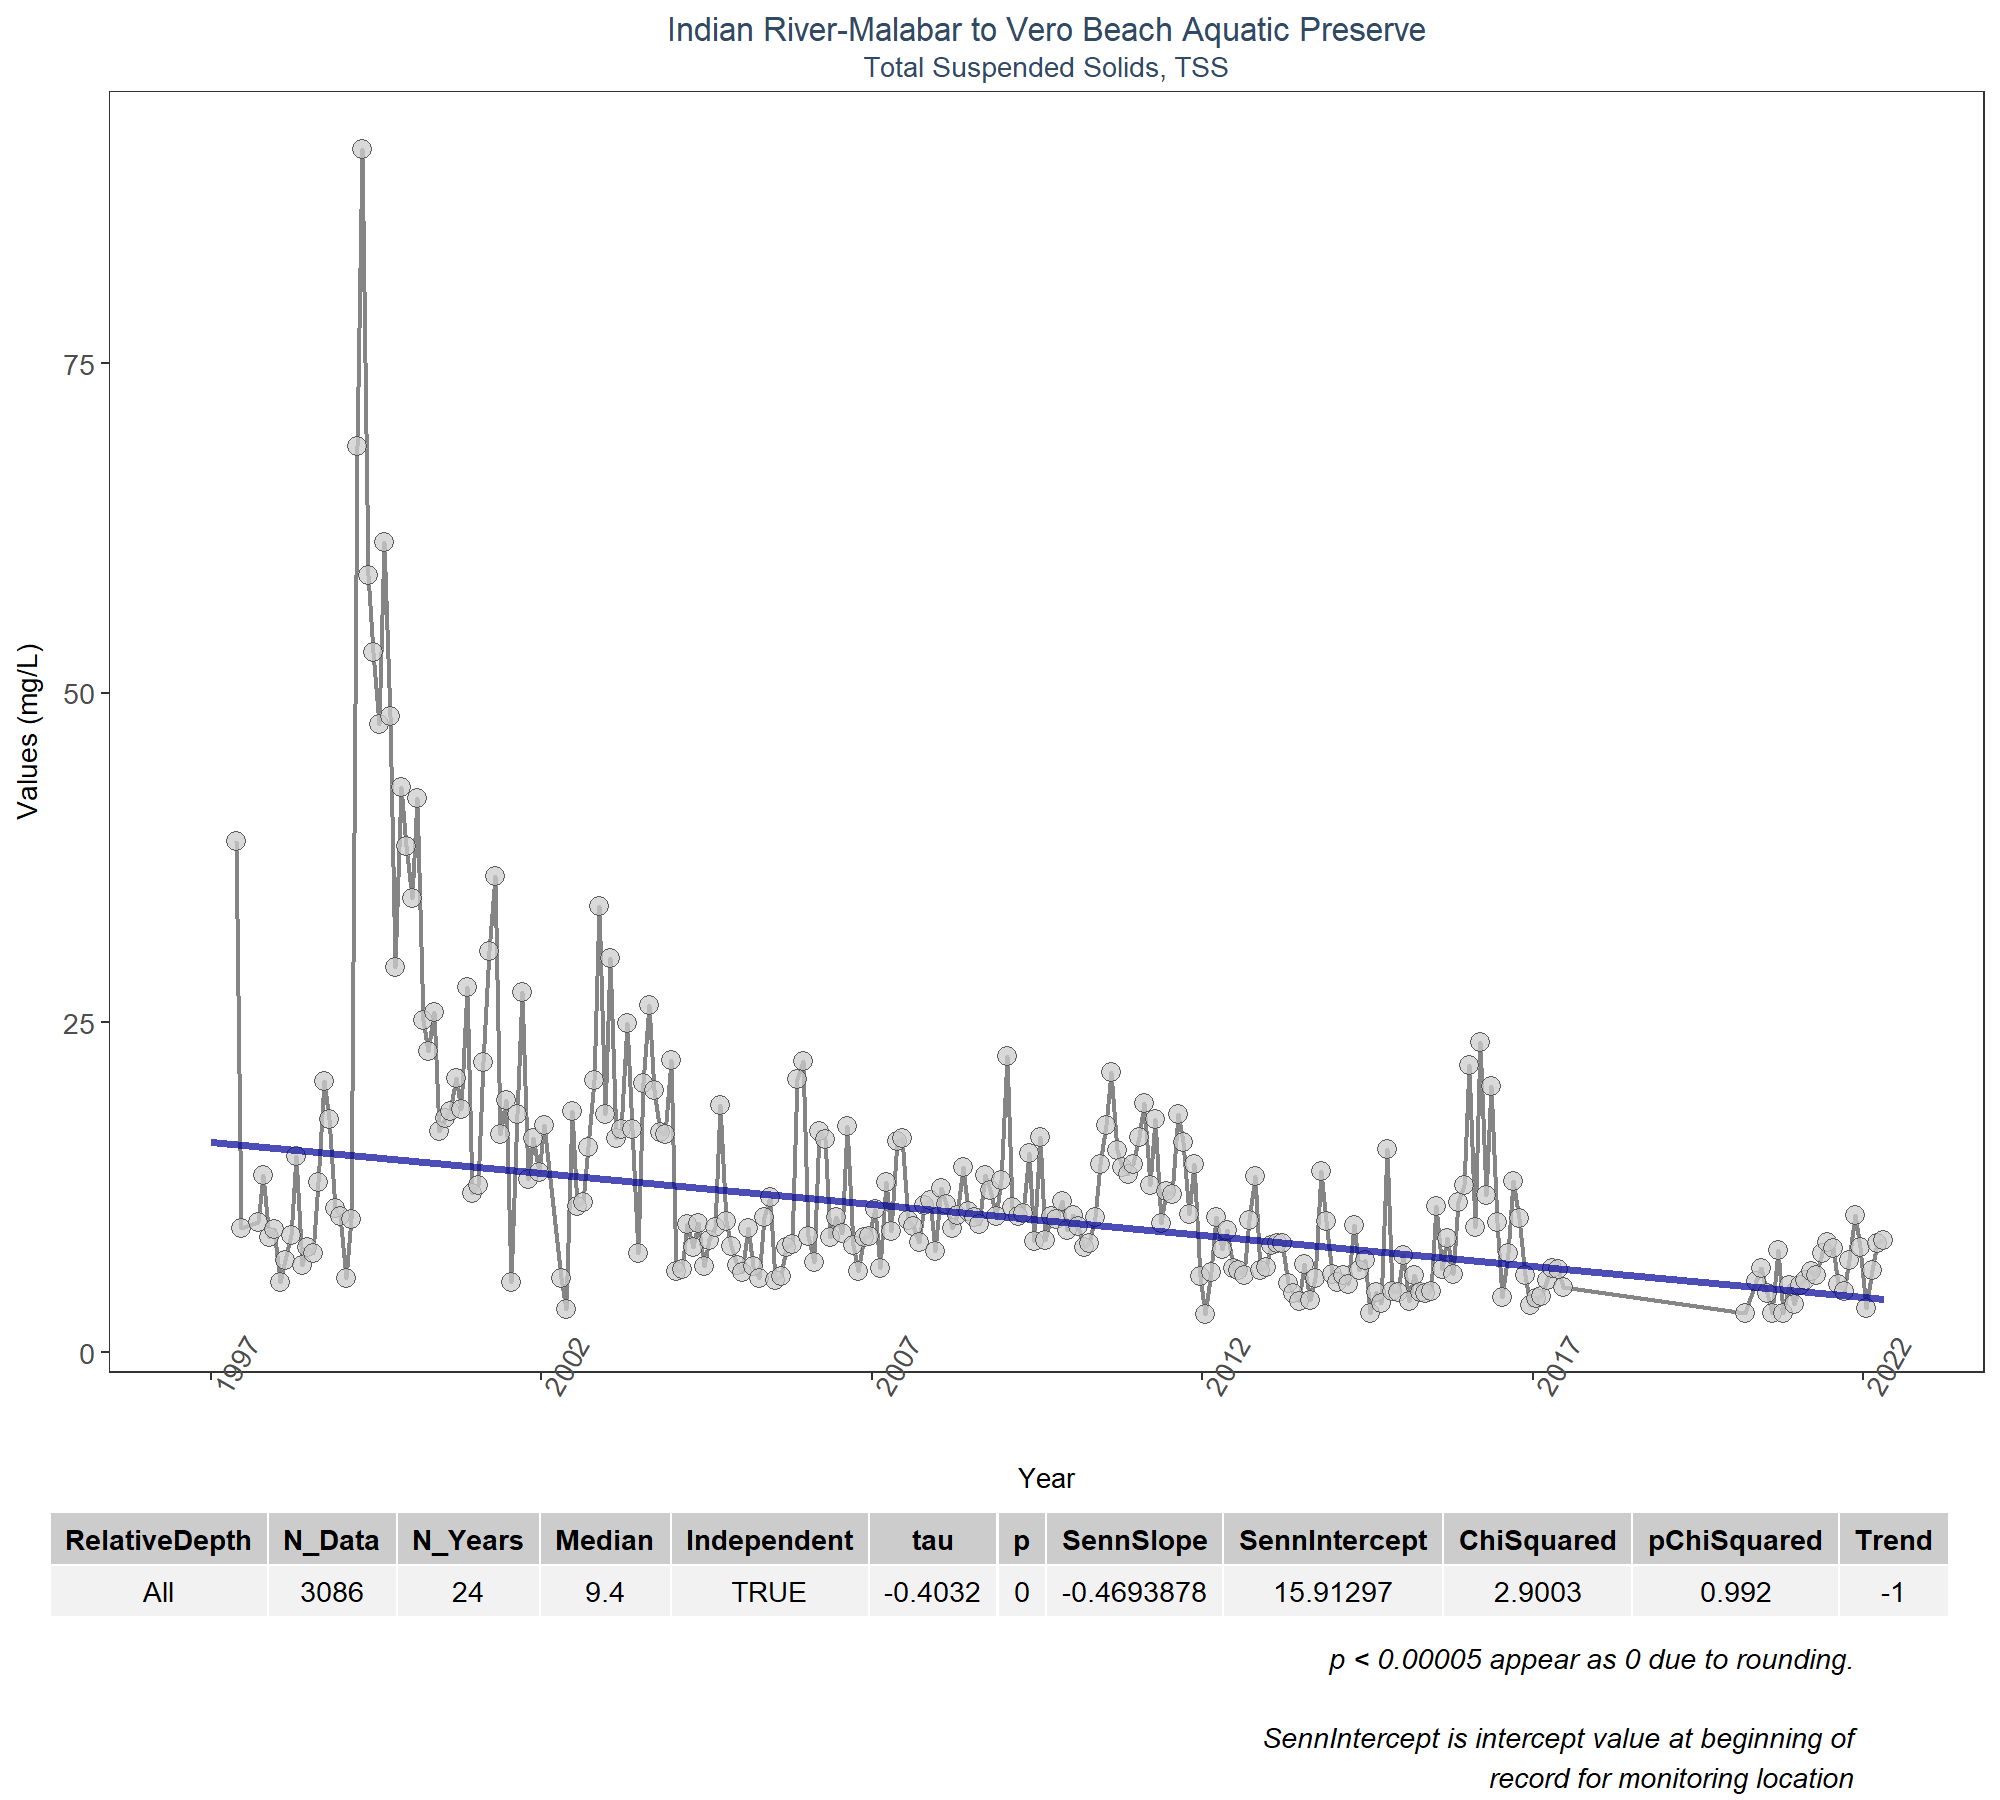 Indian River-Malabar to Vero Beach Aquatic Preserve
Total Suspended Solids, TSS
Values (mg/L)
75
50
25
0
1997 2002 2007 2012 2017 2022
Year
RelativeDepth N_Data N_Years Median Independent tau p SennSlope SennIntercept ChiSquared pChiSquared Trend
All 3086 24 9.4 TRUE -0.4032 0 -0.4693878 15.91297 2.9003 0.992 -1
p < 0.00005 appear as 0 due to rounding.
SennIntercept is intercept value at beginning of
record for monitoring location